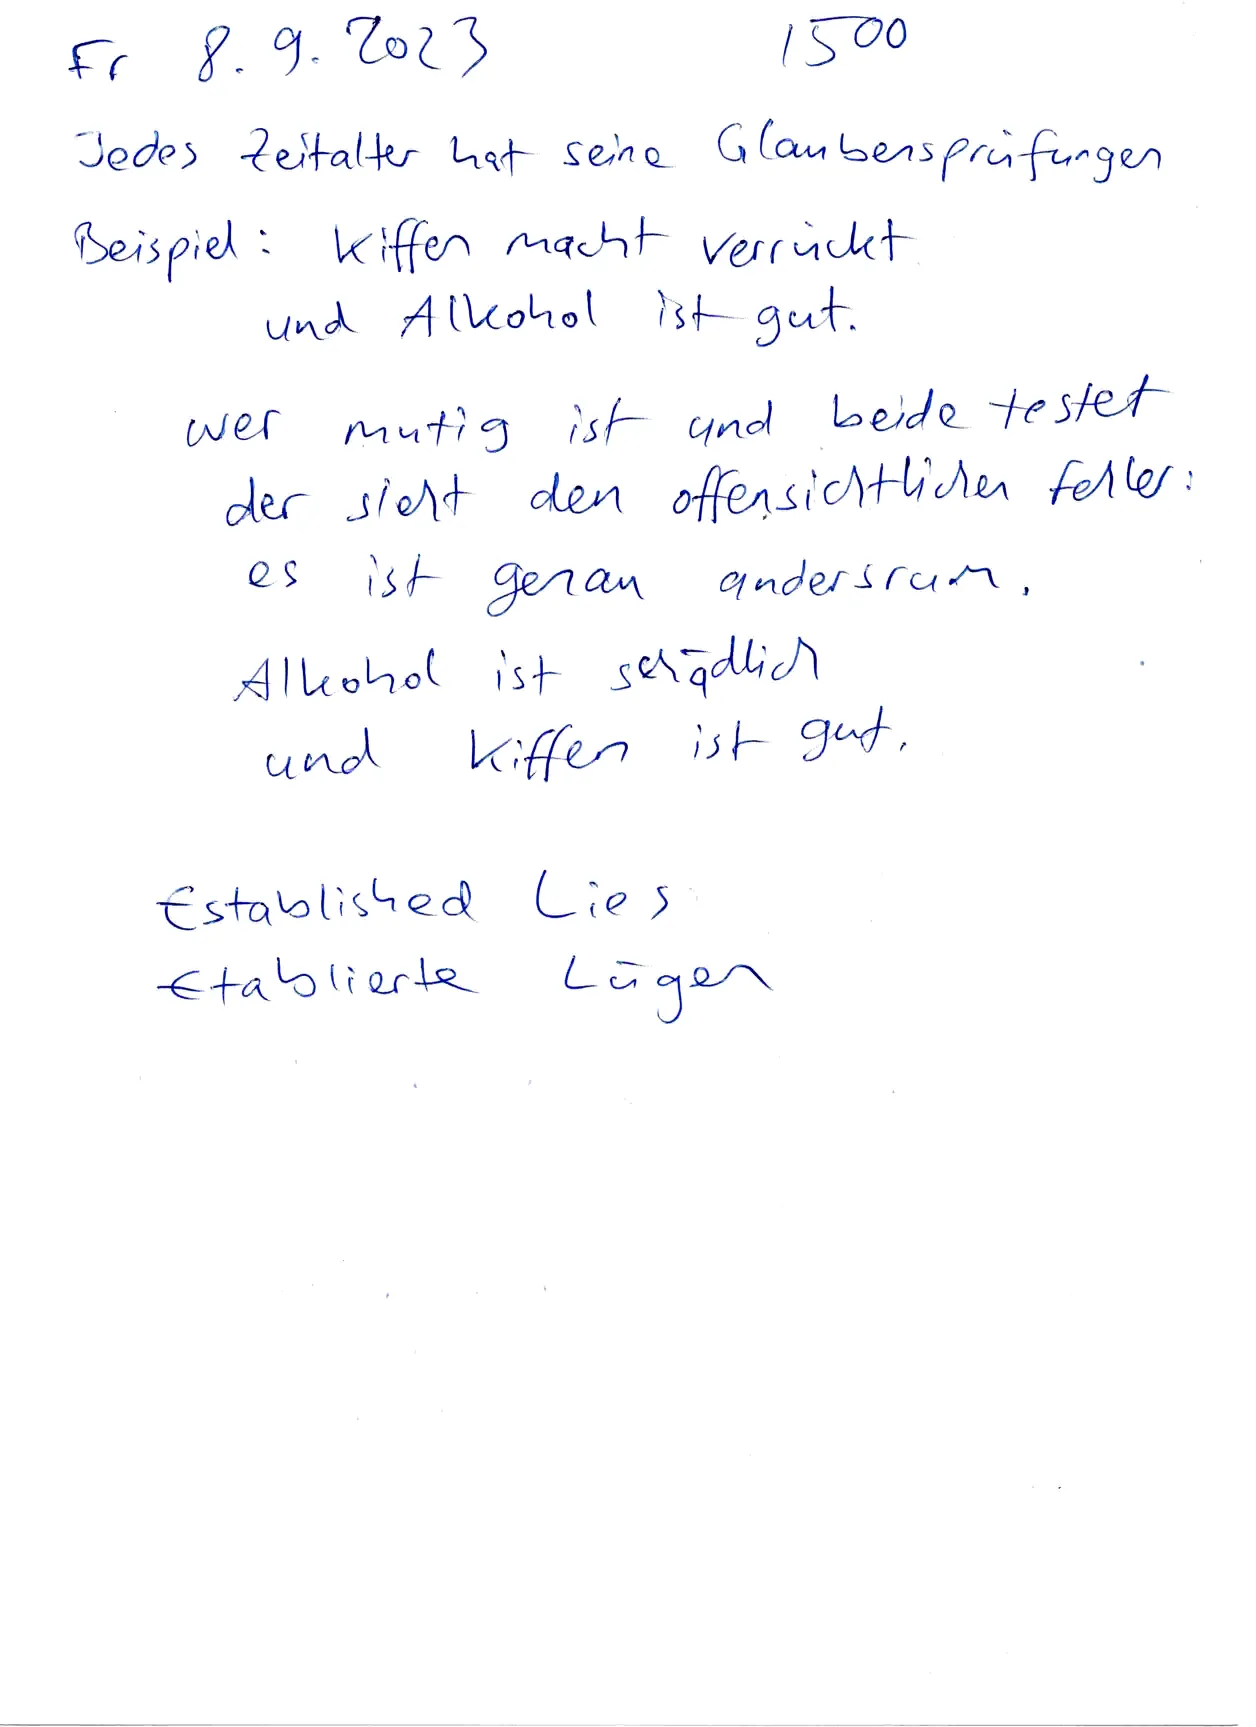 Fr 8.9.2023 1500
Jedes Zeitalter hat seine Glaubensprüfungen
Beispiel: Kiffen macht verrückt
und Alkohol ist gut.
wer mutig ist und beide testet
der sieht den offensichtlichen Fehler:
es ist genau andersrum.
Alkohol ist schädlich
und Kiffen ist gut.
Established Lies
Etablierte Lügen